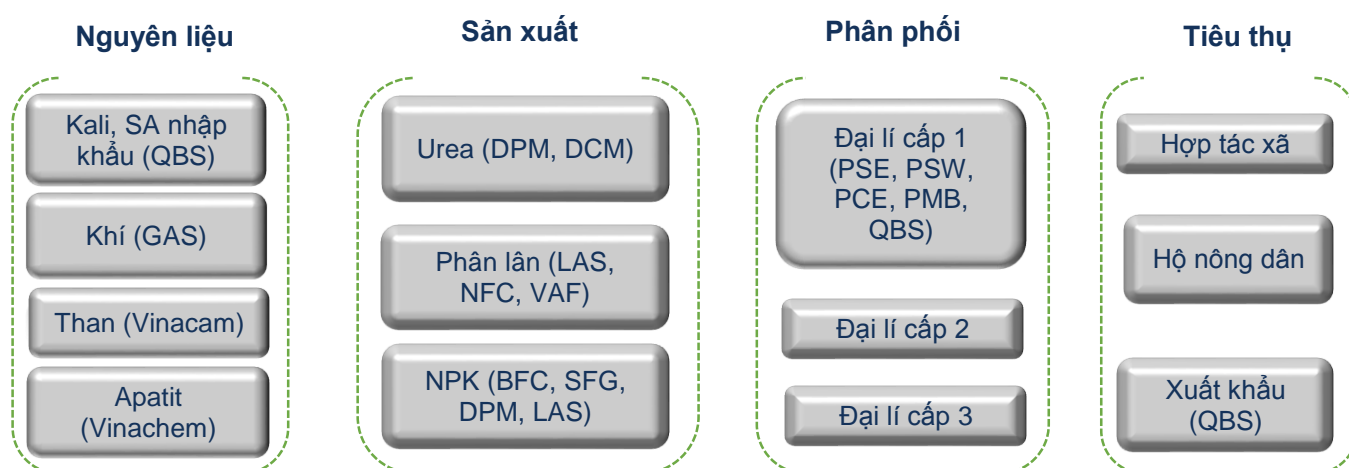 Nguyên liệu
Kali, SA nhập
khẩu (QBS)
Khí (GAS)
Than (Vinacam)
Apatit
(Vinachem)
Sản xuất
Urea (DPM, DCM)
Phân lân (LAS,
NFC, VAF)
NPK (BFC, SFG,
DPM, LAS)
Phân phối
Đại lí cấp 1
(PSE, PSW,
PCE, PMB,
QBS)
Đại lí cấp 2
Đại lí cấp 3
Tiêu thụ
Hợp tác xã
Hộ nông dân
Xuất khẩu
(QBS)